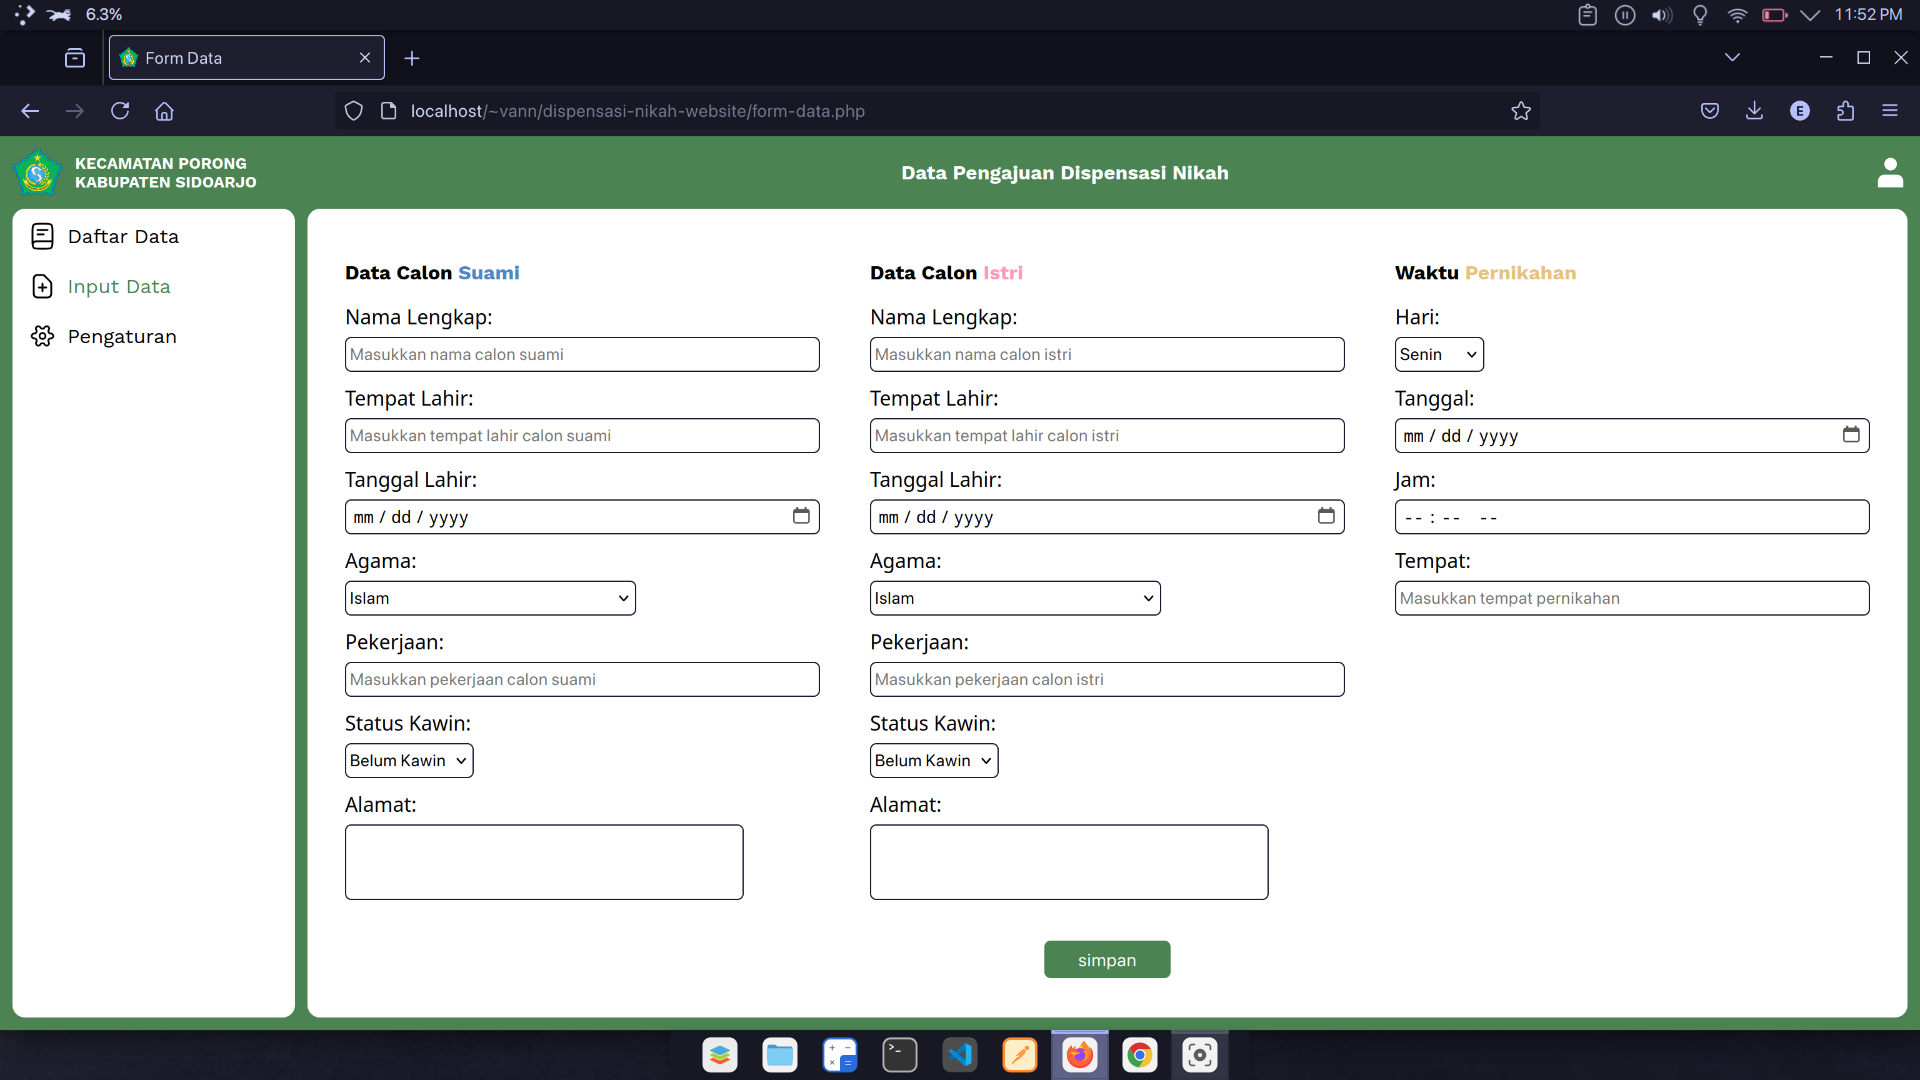 6.3%
11:52 PM
Form Data
localhost/~vann/dispensasi-nikah-website/form-data.php
E
KECAMATAN PORONG
KABUPATEN SIDOARJO
Data Pengajuan Dispensasi Nikah
Daftar Data
Input Data
Pengaturan
Data Calon Suami
Nama Lengkap:
Masukkan nama calon suami
Tempat Lahir:
Masukkan tempat lahir calon suami
Tanggal Lahir:
mm / dd / yyyy
Agama:
Islam
Pekerjaan:
Masukkan pekerjaan calon suami
Status Kawin:
Belum Kawin
Alamat:
Data Calon Istri
Nama Lengkap:
Masukkan nama calon istri
Tempat Lahir:
Masukkan tempat lahir calon istri
Tanggal Lahir:
mm / dd / yyyy
Agama:
Islam
Pekerjaan:
Masukkan pekerjaan calon istri
Status Kawin:
Belum Kawin
Alamat:
Waktu Pernikahan
Hari:
Senin
Tanggal:
mm / dd / yyyy
Jam:
-- : -- --
Tempat:
Masukkan tempat pernikahan
simpan